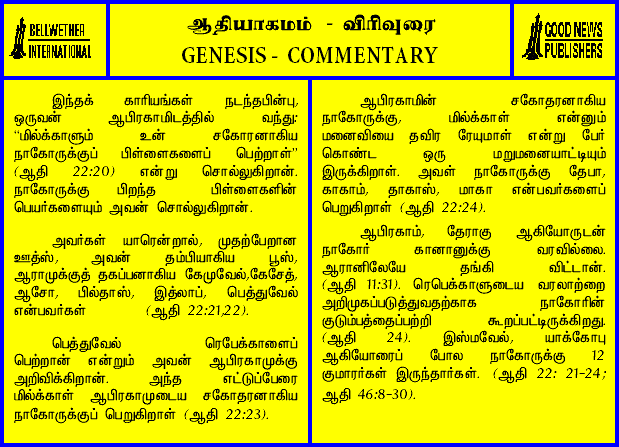 BELLWETHER
INTERNATIONAL
ஆதியாகமம் - விரிவுரை
GENESIS - COMMENTARY
GOOD NEWS
PUBLISHERS
இந்தக் காரியங்கள் நடந்தபின்பு,
ஒருவன் ஆபிரகாமிடத்தில் வந்து:
“மில்க்காளும் உன் சகோரனாகிய
நாகோருக்குப் பிள்ளைகளைப் பெற்றாள்”
(ஆதி 22:20) என்று சொல்லுகிறான்.
நாகோருக்கு பிறந்த பிள்ளைகளின்
பெயர்களையும் அவன் சொல்லுகிறான்.
அவர்கள் யாரென்றால், முதற்பேறான
ஊத்ஸ், அவன் தம்பியாகிய பூஸ்,
ஆராமுக்குத் தகப்பனாகிய கேமுவேல்,கேசேத்,
ஆசோ, பில்தாஸ், இத்லாப், பெத்துவேல்
என்பவர்கள் (ஆதி 22:21,22).
பெத்துவேல் ரெபேக்காளைப்
பெற்றான் என்றும் அவன் ஆபிரகாமுக்கு
அறிவிக்கிறான். அந்த எட்டுப்பேரை
மில்க்காள் ஆபிரகாமுடைய சகோதரனாகிய
நாகோருக்குப் பெறுகிறாள் (ஆதி 22:23).
ஆபிரகாமின் சகோதரனாகிய
நாகோருக்கு, மில்க்காள் என்னும்
மனைவியை தவிர ரேயுமாள் என்று பேர்
கொண்ட ஒரு மறுமனையாட்டியும்
இருக்கிறாள். அவள் நாகோருக்கு தேபா,
காகாம், தாகாஸ், மாகா என்பவர்களைப்
பெறுகிறாள் (ஆதி 22:24).
ஆபிரகாம், தேராகு ஆகியோருடன்
நாகோர் கானானுக்கு வரவில்லை.
ஆரானிலேயே தங்கி விட்டான்.
(ஆதி 11:31). ரெபெக்காளுடைய வரலாற்றை
அறிமுகப்படுத்துவதற்காக நாகோரின்
குடும்பத்தைப்பற்றி கூறப்பட்டிருக்கிறது.
(ஆதி 24). இஸ்மவேல், யாக்கோபு
ஆகியோரைப் போல நாகோருக்கு 12
குமாரர்கள் இருந்தார்கள். (ஆதி 22: 21-24;
ஆதி 46:8-30).